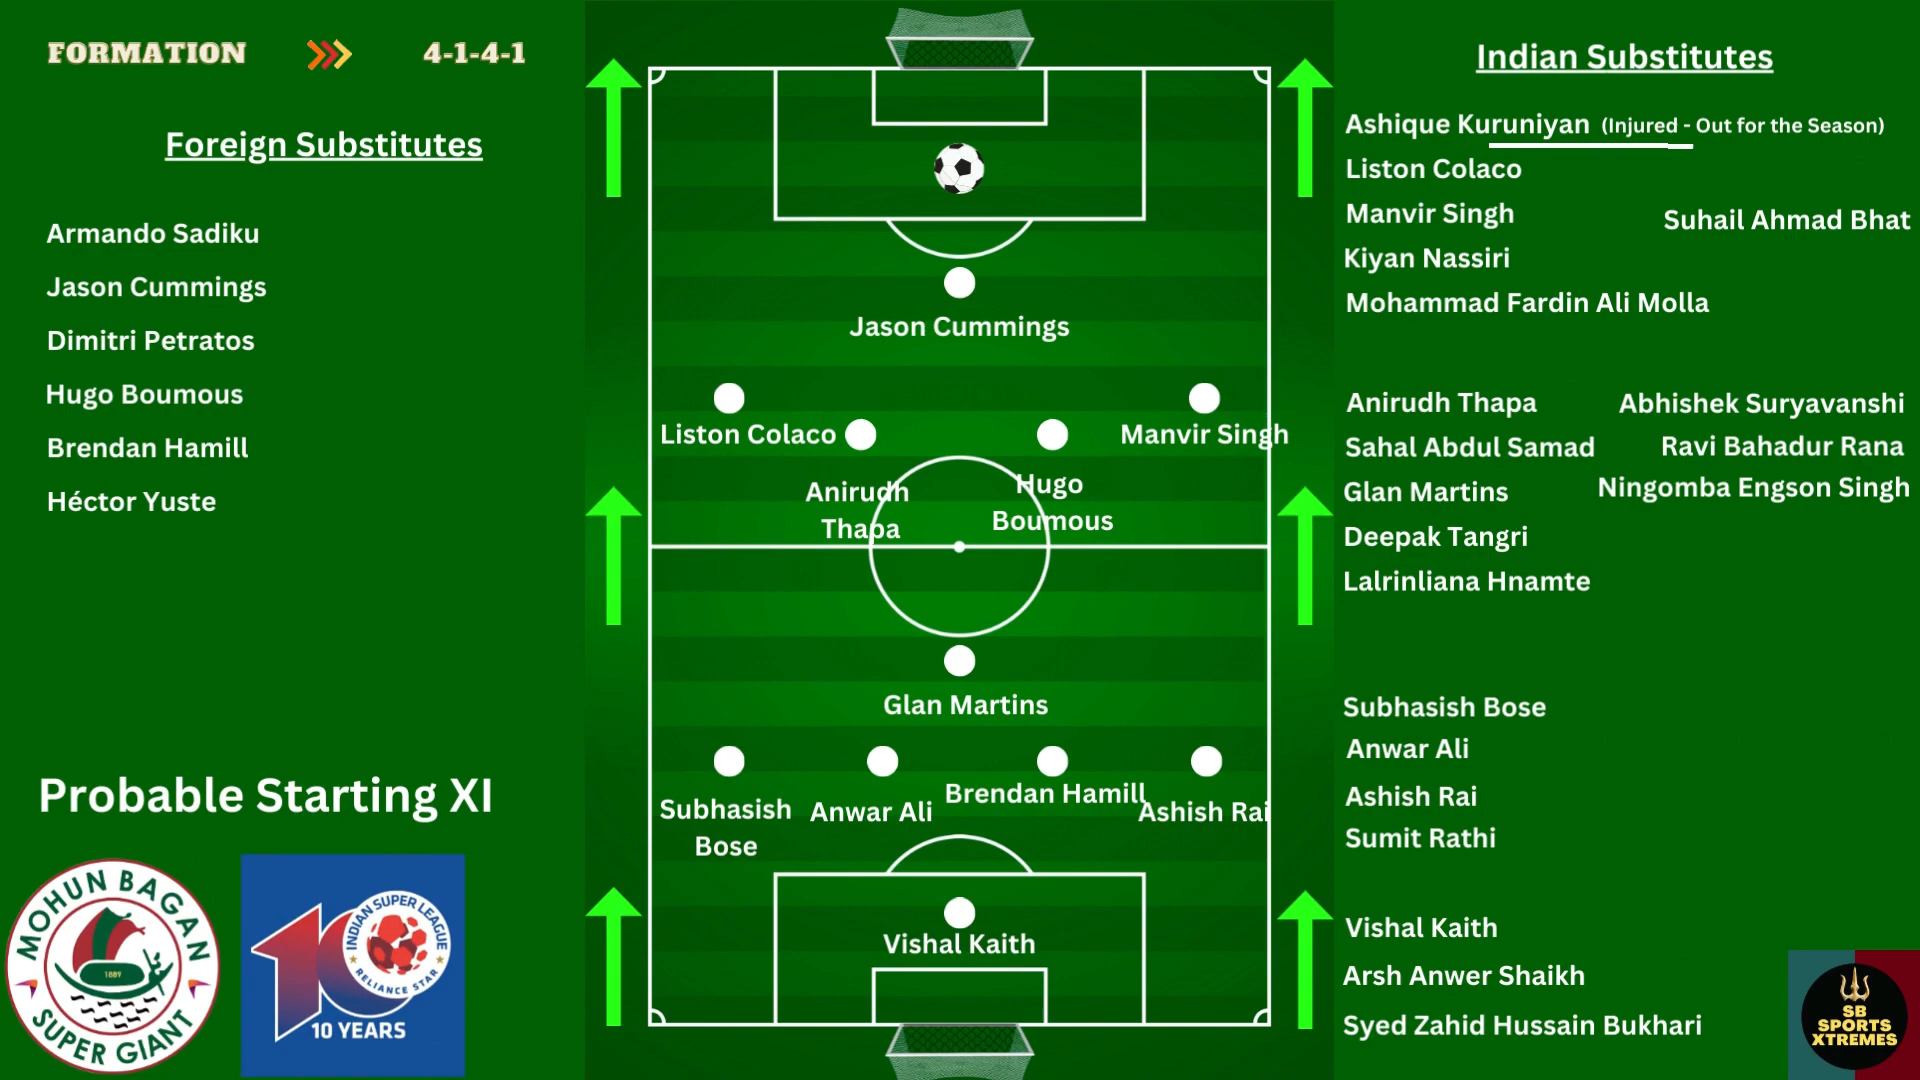 FORMATION
4-1-4-1
Foreign Substitutes
Armando Sadiku
Jason Cummings
Dimitri Petratos
Hugo Boumous
Brendan Hamill
Héctor Yuste
Probable Starting XI
MOHUN BAGAN
1889
SUPER GIANT
INDIAN SUPER LEAGUE
RELIANCE STAR
10
10 YEARS
Jason Cummings
Liston Colaco
Manvir Singh
Anirudh
Thapa
Hugo
Boumous
Glan Martins
Subhasish
Bose
Anwar Ali
Brendan Hamill
Ashish Rai
Vishal Kaith
Indian Substitutes
Ashique Kuruniyan (Injured - Out for the Season)
Liston Colaco
Manvir Singh
Suhail Ahmad Bhat
Kiyan Nassiri
Mohammad Fardin Ali Molla
Anirudh Thapa
Abhishek Suryavanshi
Sahal Abdul Samad
Ravi Bahadur Rana
Glan Martins
Ningomba Engson Singh
Deepak Tangri
Lalrinliana Hnamte
Subhasish Bose
Anwar Ali
Ashish Rai
Sumit Rathi
Vishal Kaith
Arsh Anwer Shaikh
Syed Zahid Hussain Bukhari
SB
SPORTS
XTREMES